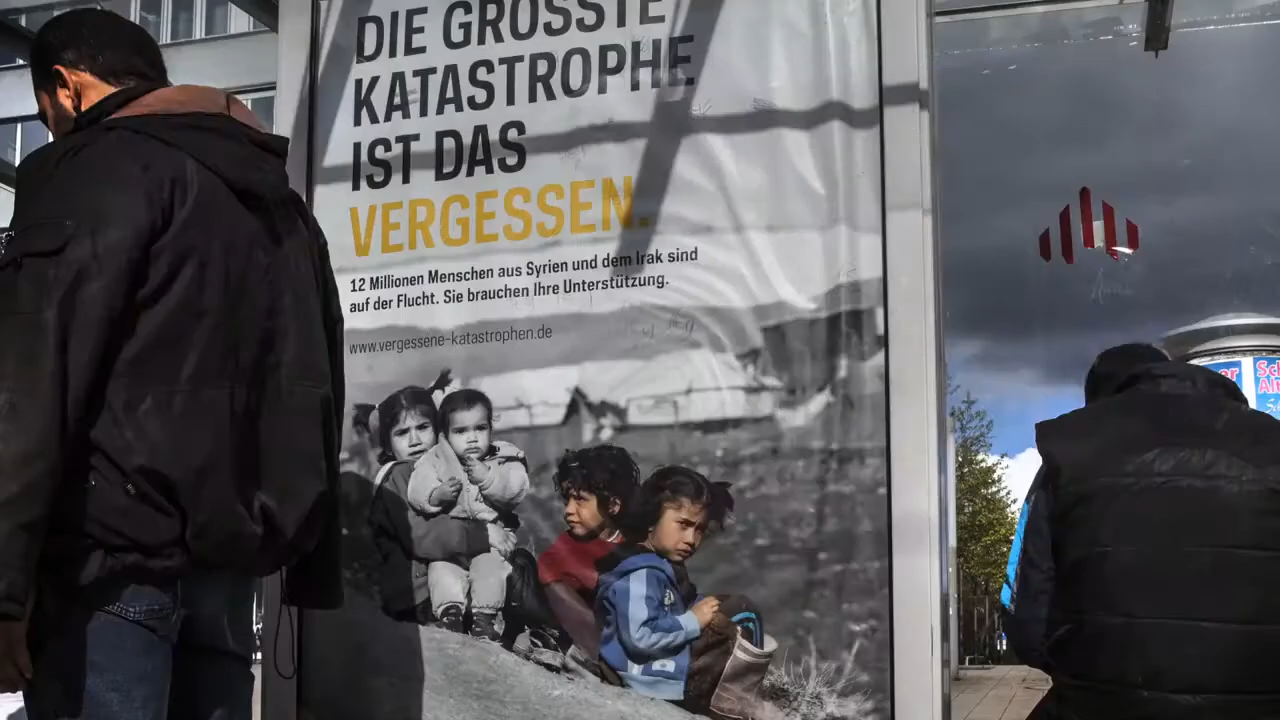 DIE GRÖSSTE
KATASTROPHE
IST DAS
VERGESSEN.
12 Millionen Menschen aus Syrien und dem Irak sind
auf der Flucht. Sie brauchen Ihre Unterstützung.
www.vergessene-katastrophen.de